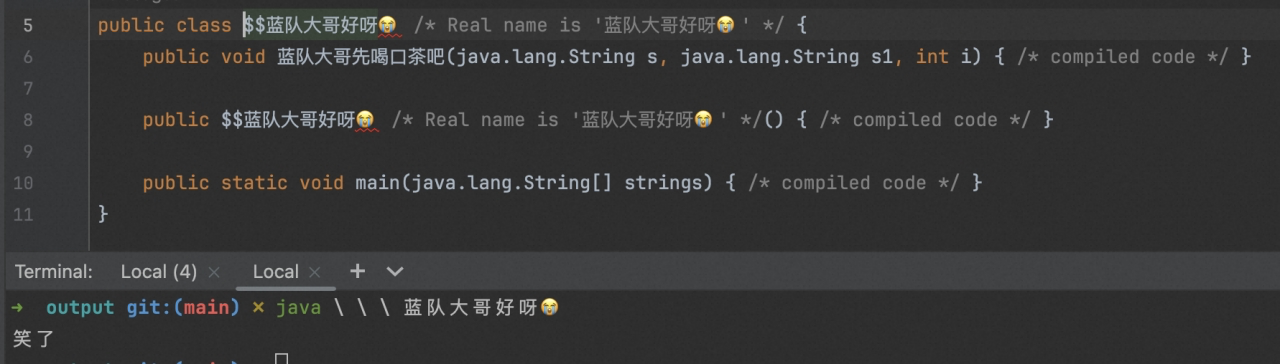 5 public class $$蓝队大哥好呀😭 /* Real name is '蓝队大哥好呀😭 ' */ {
6 public void 蓝队大哥先喝口茶吧(java.lang.String s, java.lang.String s1, int i) { /* compiled code */ }
7
8 public $$蓝队大哥好呀😭 /* Real name is '蓝队大哥好呀😭 ' */() { /* compiled code */ }
9
10 public static void main(java.lang.String[] strings) { /* compiled code */ }
11 }
Terminal: Local (4) × Local × +
→ output git:(main) × java \ \ \ 蓝队大哥好呀😭
笑了